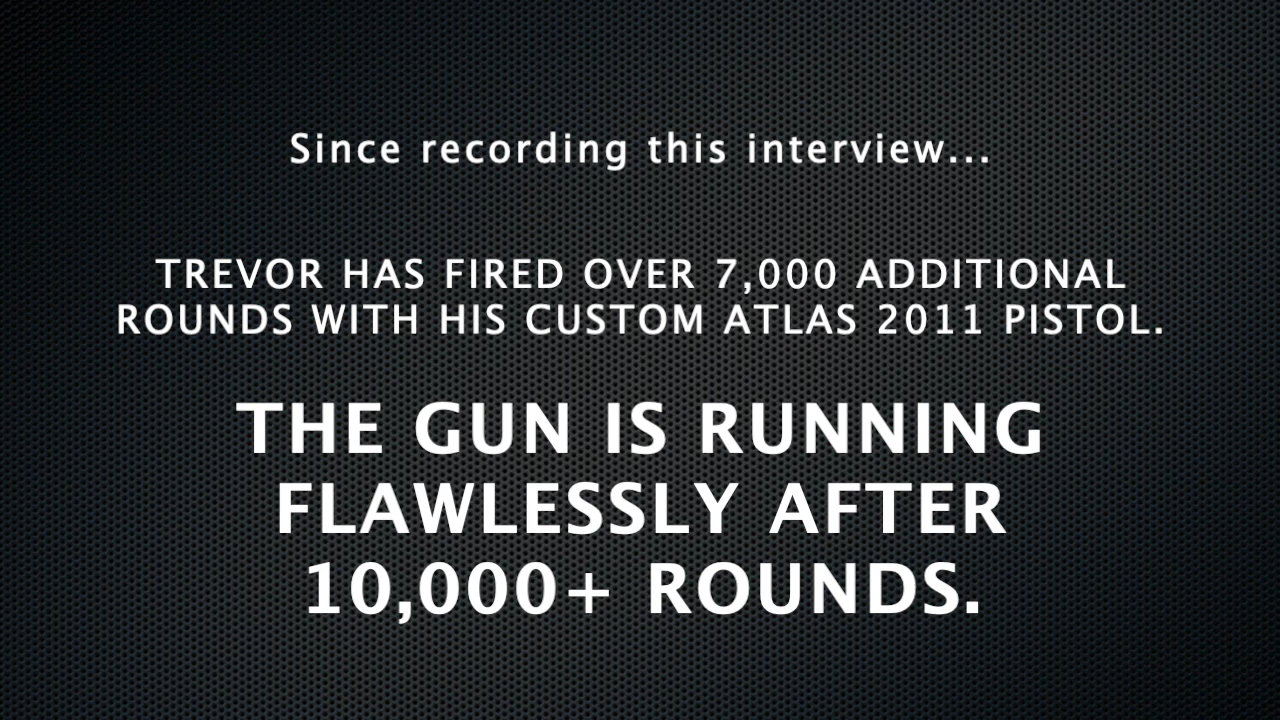 Since recording this interview...
TREVOR HAS FIRED OVER 7,000 ADDITIONAL
ROUNDS WITH HIS CUSTOM ATLAS 2011 PISTOL.
THE GUN IS RUNNING
FLAWLESSLY AFTER
10,000+ ROUNDS.